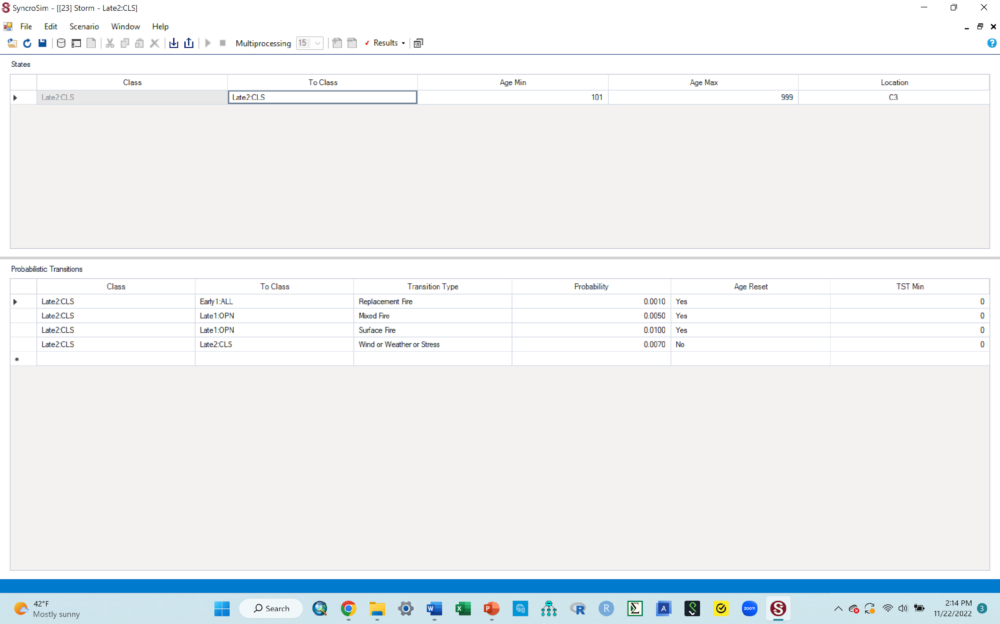 SyncroSim - [[23] Storm - Late2:CLS]
File Edit Scenario Window Help
Multiprocessing 15 Results
States
Class To Class Age Min Age Max Location
Late2:CLS Late2:CLS 101 999 C3
Probabilistic Transitions
Class To Class Transition Type Probability Age Reset TST Min
Late2:CLS Early1:ALL Replacement Fire 0.0010 Yes 0
Late2:CLS Late1:OPN Mixed Fire 0.0050 Yes 0
Late2:CLS Late1:OPN Surface Fire 0.0100 Yes 0
Late2:CLS Late2:CLS Wind or Weather or Stress 0.0070 No 0
42°F
Mostly sunny
Search
W X P R R Σ A zoom S
2:14 PM
11/22/2022
3